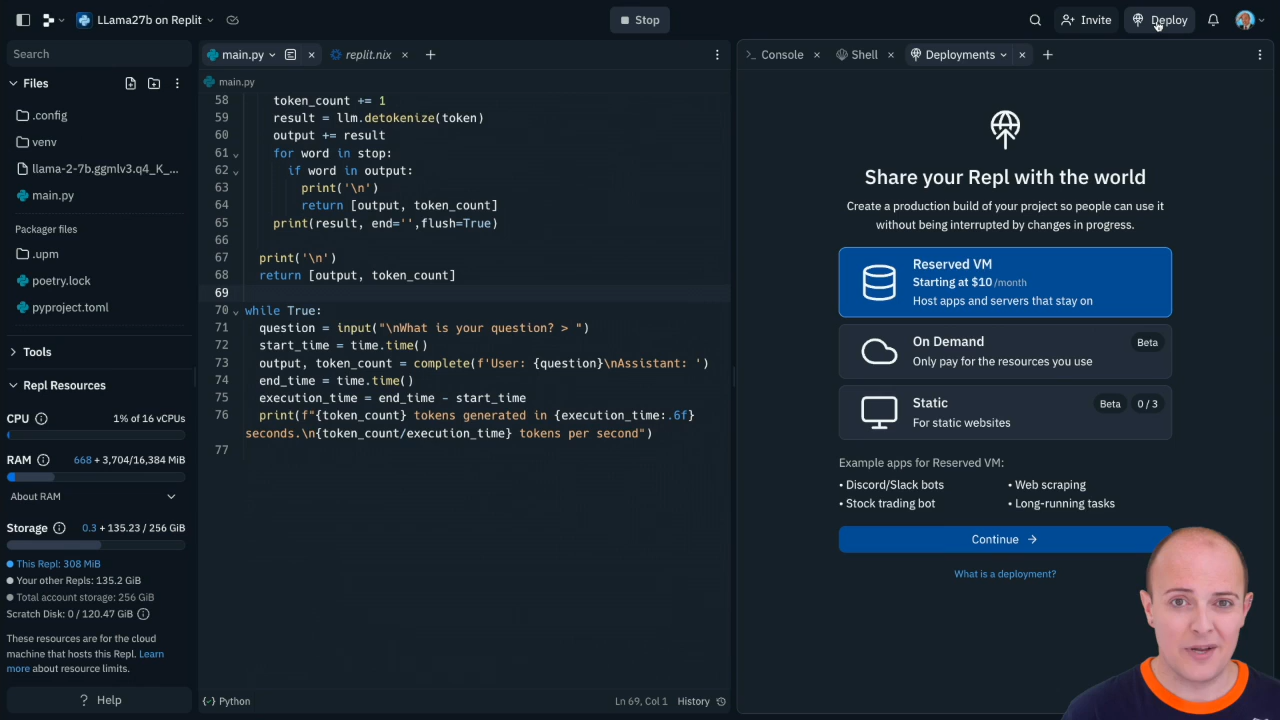 LLama27b on Replit
Stop
Invite
Deploy
Search
Files
.config
venv
llama-2-7b.ggmlv3.q4_K_...
main.py
Packager files
.upm
poetry.lock
pyproject.toml
Tools
Repl Resources
CPU 1% of 16 vCPUs
RAM 668 + 3,704/16,384 MiB
About RAM
Storage 0.3 + 135.23 / 256 GiB
This Repl: 308 MiB
Your other Repls: 135.2 GiB
Total account storage: 256 GiB
Scratch Disk: 0 / 120.47 GiB
These resources are for the cloud
machine that hosts this Repl. Learn
more about resource limits.
? Help
main.py
replit.nix
main.py
58 token_count += 1
59 result = llm.detokenize(token)
60 output += result
61 for word in stop:
62 if word in output:
63 print('\n')
64 return [output, token_count]
65 print(result, end='',flush=True)
66
67 print('\n')
68 return [output, token_count]
69
70 while True:
71 question = input("\nWhat is your question? > ")
72 start_time = time.time()
73 output, token_count = complete(f'User: {question}\nAssistant: ')
74 end_time = time.time()
75 execution_time = end_time - start_time
76 print(f"{token_count} tokens generated in {execution_time:.6f}
seconds.\n{token_count/execution_time} tokens per second")
77
Python
Ln 69, Col 1
History
Console
Shell
Deployments
Share your Repl with the world
Create a production build of your project so people can use it
without being interrupted by changes in progress.
Reserved VM
Starting at $10 /month
Host apps and servers that stay on
On Demand
Beta
Only pay for the resources you use
Static
Beta
0 / 3
For static websites
Example apps for Reserved VM:
• Discord/Slack bots
• Web scraping
• Stock trading bot
• Long-running tasks
Continue →
What is a deployment?